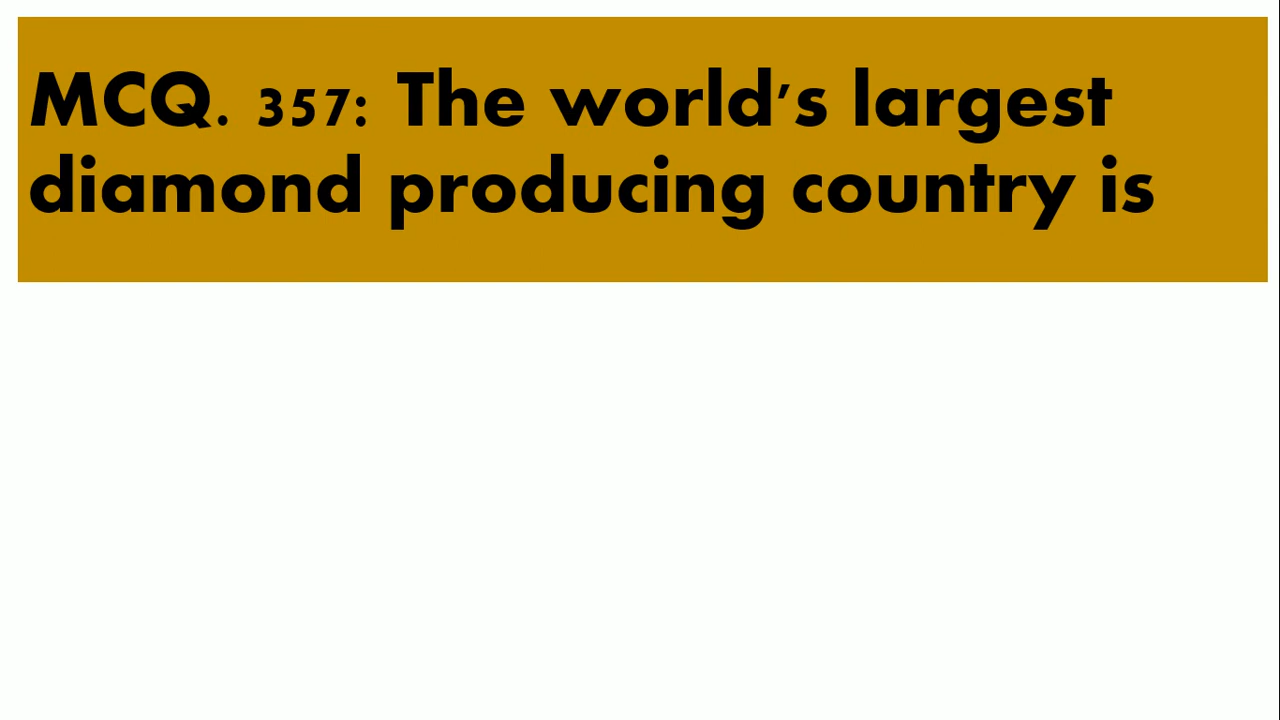 MCQ. 357: The world's largest
diamond producing country is